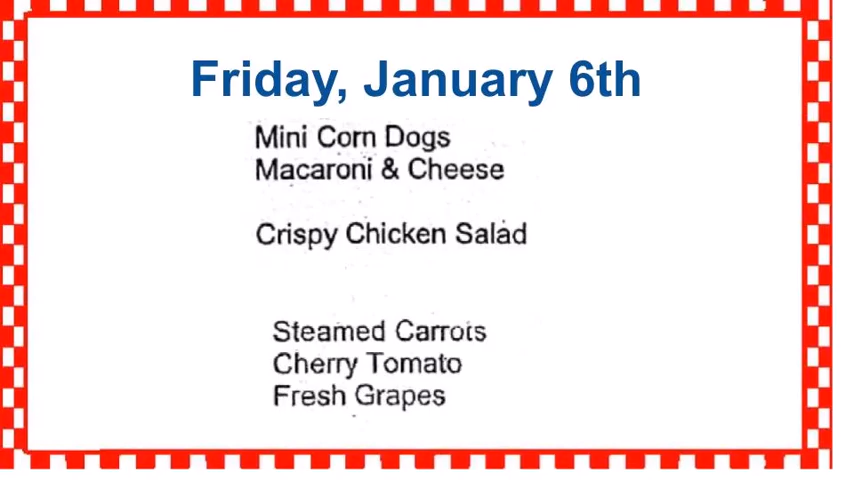 Friday, January 6th
Mini Corn Dogs
Macaroni & Cheese
Crispy Chicken Salad
Steamed Carrots
Cherry Tomato
Fresh Grapes